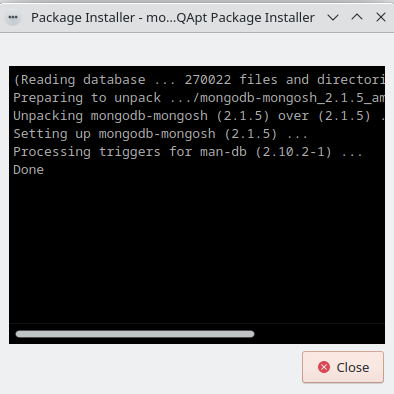 Package Installer - mo...QApt Package Installer
(Reading database ... 270022 files and directori
Preparing to unpack .../mongodb-mongosh_2.1.5_am
Unpacking mongodb-mongosh (2.1.5) over (2.1.5) .
Setting up mongodb-mongosh (2.1.5) ...
Processing triggers for man-db (2.10.2-1) ...
Done
Close